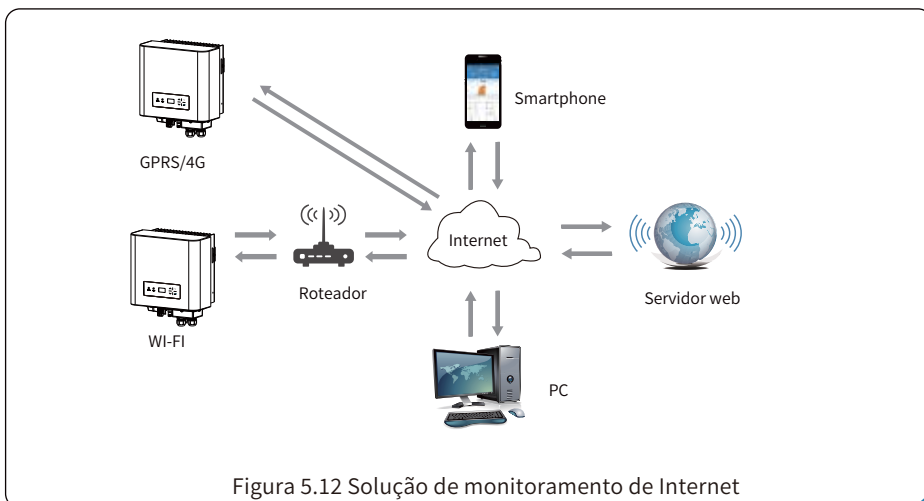 Smartphone
GPRS/4G
Internet
Roteador
Servidor web
WI-FI
PC
Figura 5.12 Solução de monitoramento de Internet